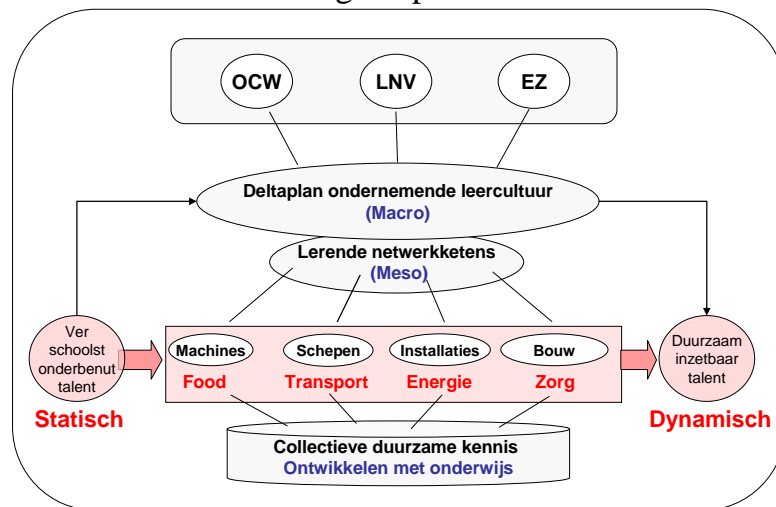 OCW LNV EZ
Deltaplan ondernemende leercultuur
(Macro)
Lerende netwerkketens
(Meso)
Ver
schoolst
onderbenut
talent
Statisch
Machines Schepen Installaties Bouw
Food Transport Energie Zorg
Duurzaam
inzetbaar
talent
Dynamisch
Collectieve duurzame kennis
Ontwikkelen met onderwijs